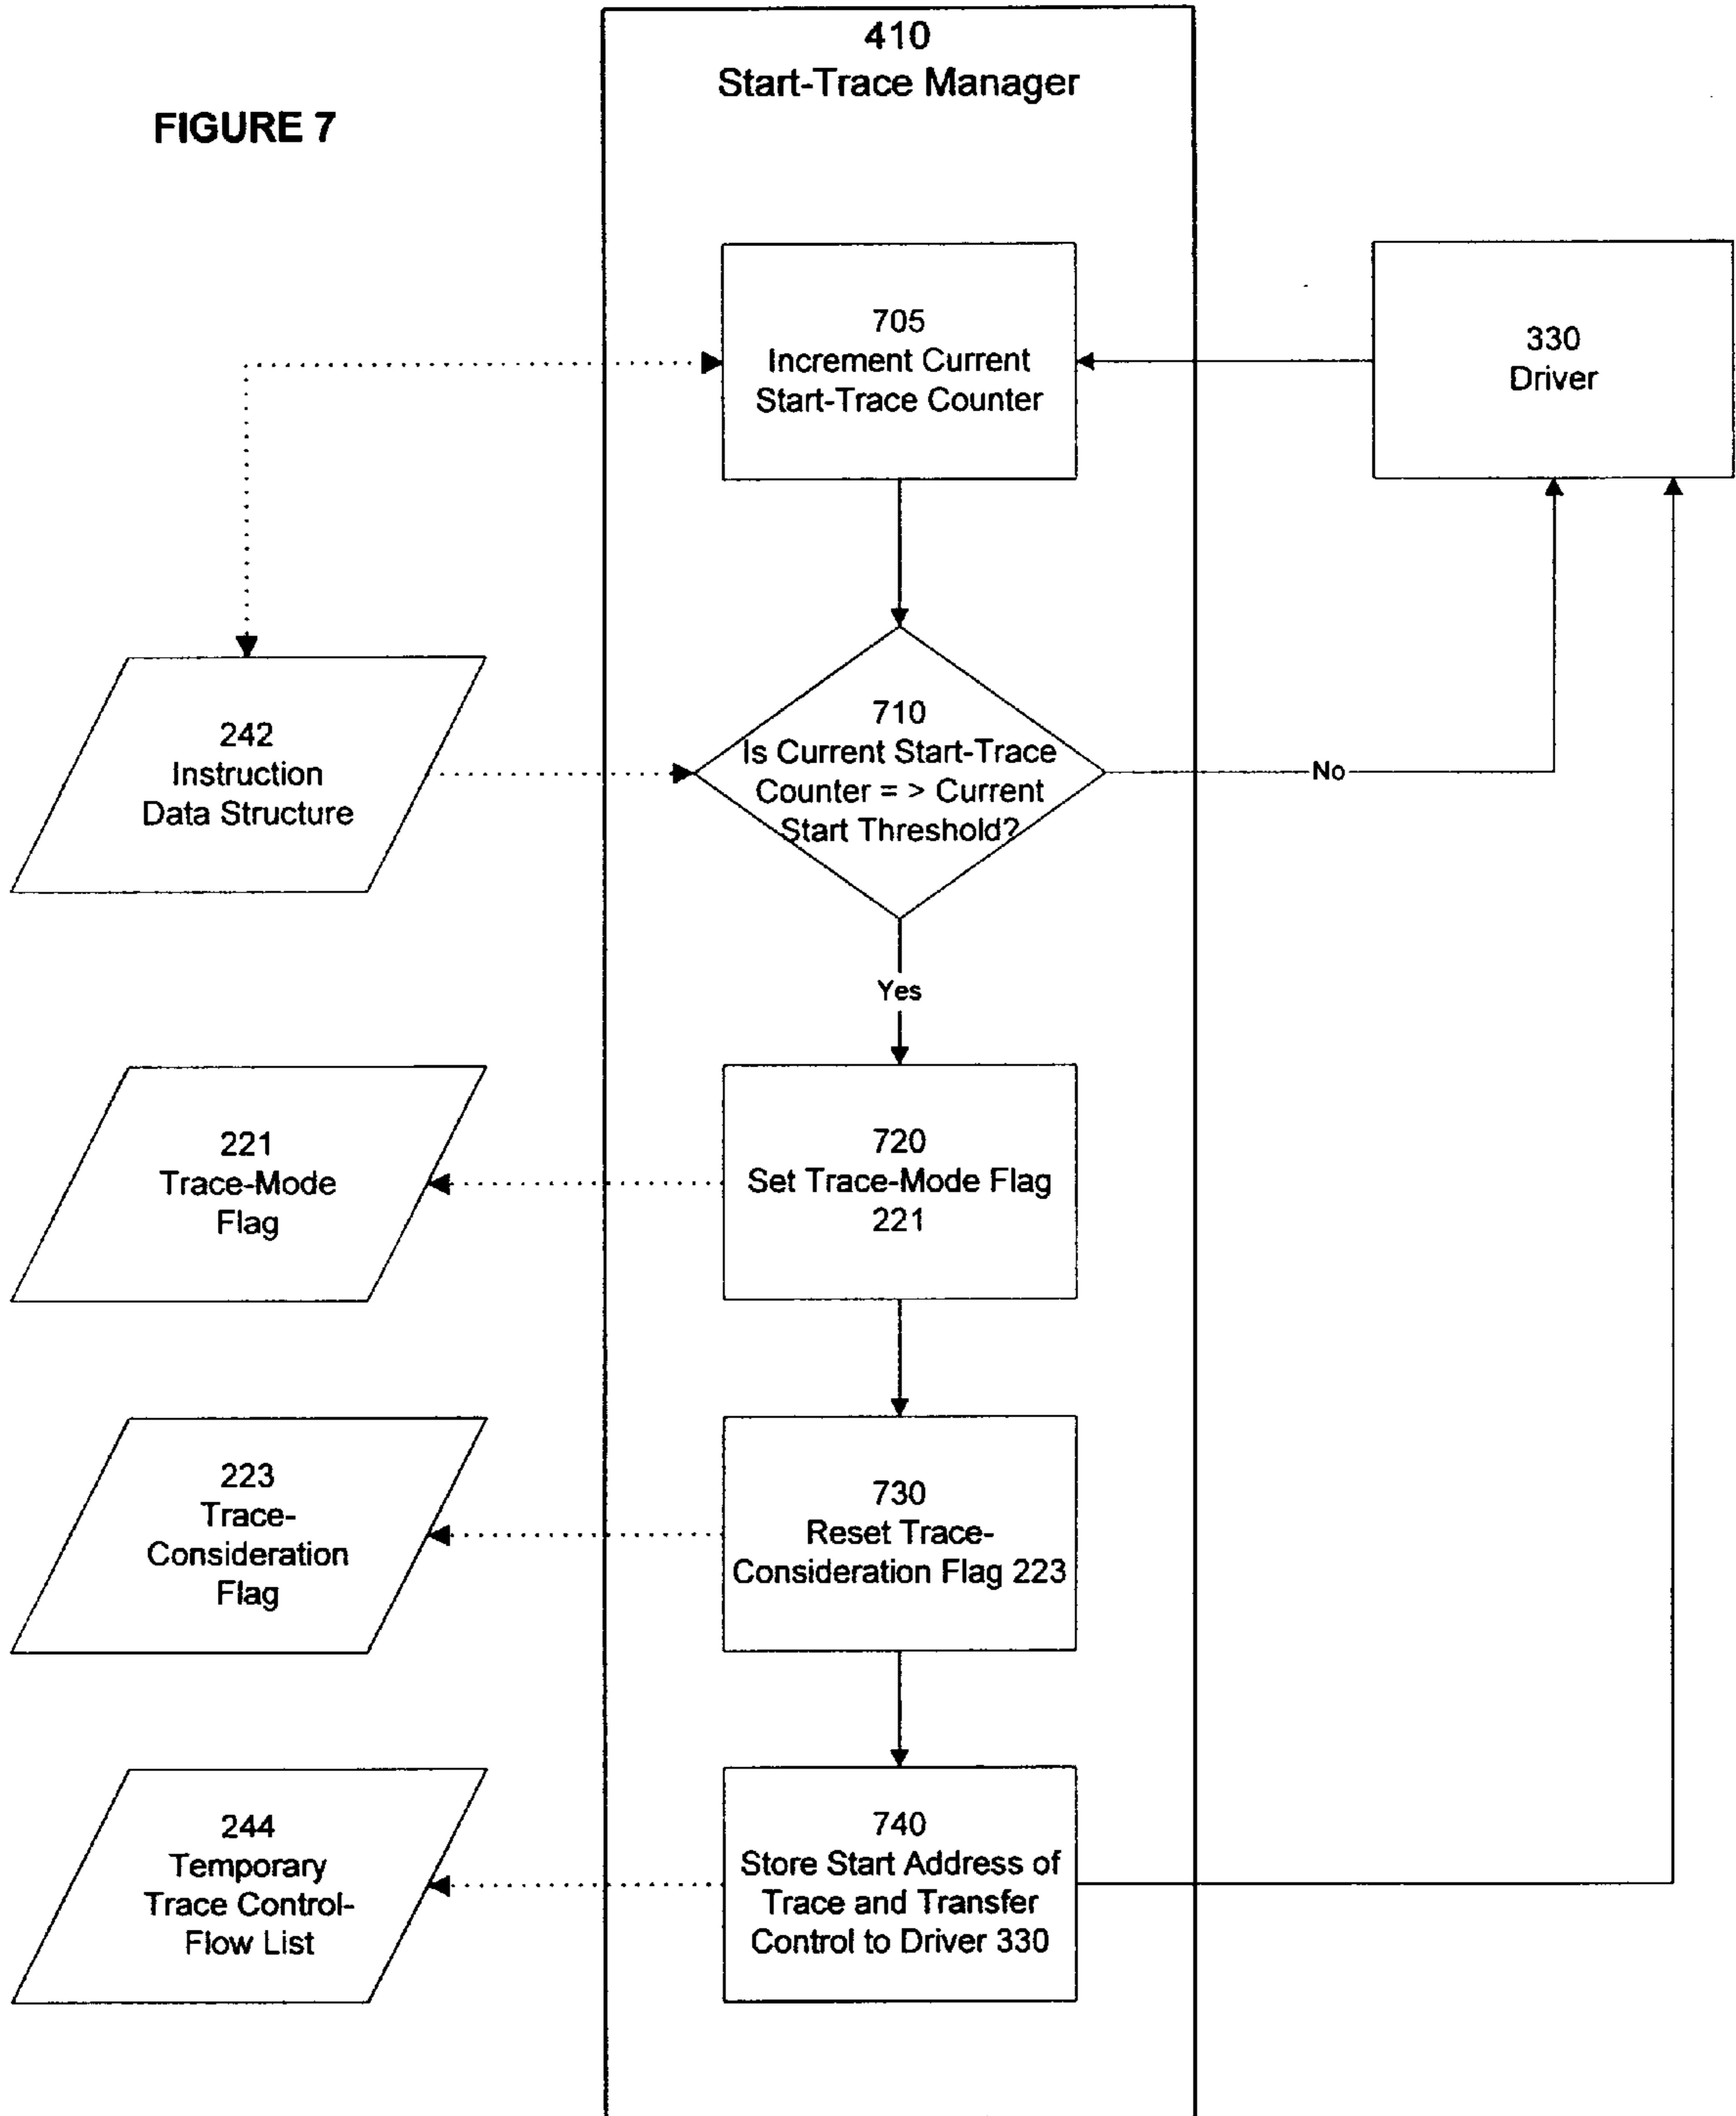 410
Start-Trace Manager
FIGURE 7
705
Increment Current
Start-Trace Counter
330
Driver
242
Instruction
Data Structure
710
Is Current Start-Trace
Counter = > Current
Start Threshold?
No
Yes
221
Trace-Mode
Flag
720
Set Trace-Mode Flag
221
223
Trace-
Consideration
Flag
730
Reset Trace-
Consideration Flag 223
244
Temporary
Trace Control-
Flow List
740
Store Start Address of
Trace and Transfer
Control to Driver 330